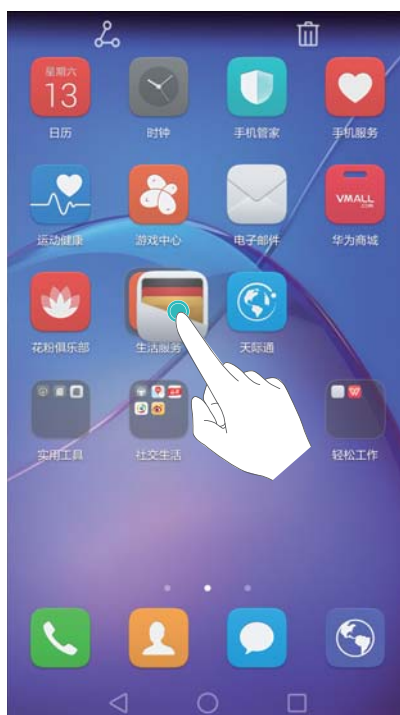 星期六
13
日历
时钟
手机管家
手机服务
运动健康
游戏中心
电子邮件
VMALL
.COM
华为商城
花粉俱乐部
生活服务
天际通
实用工具
社交生活
轻松工作